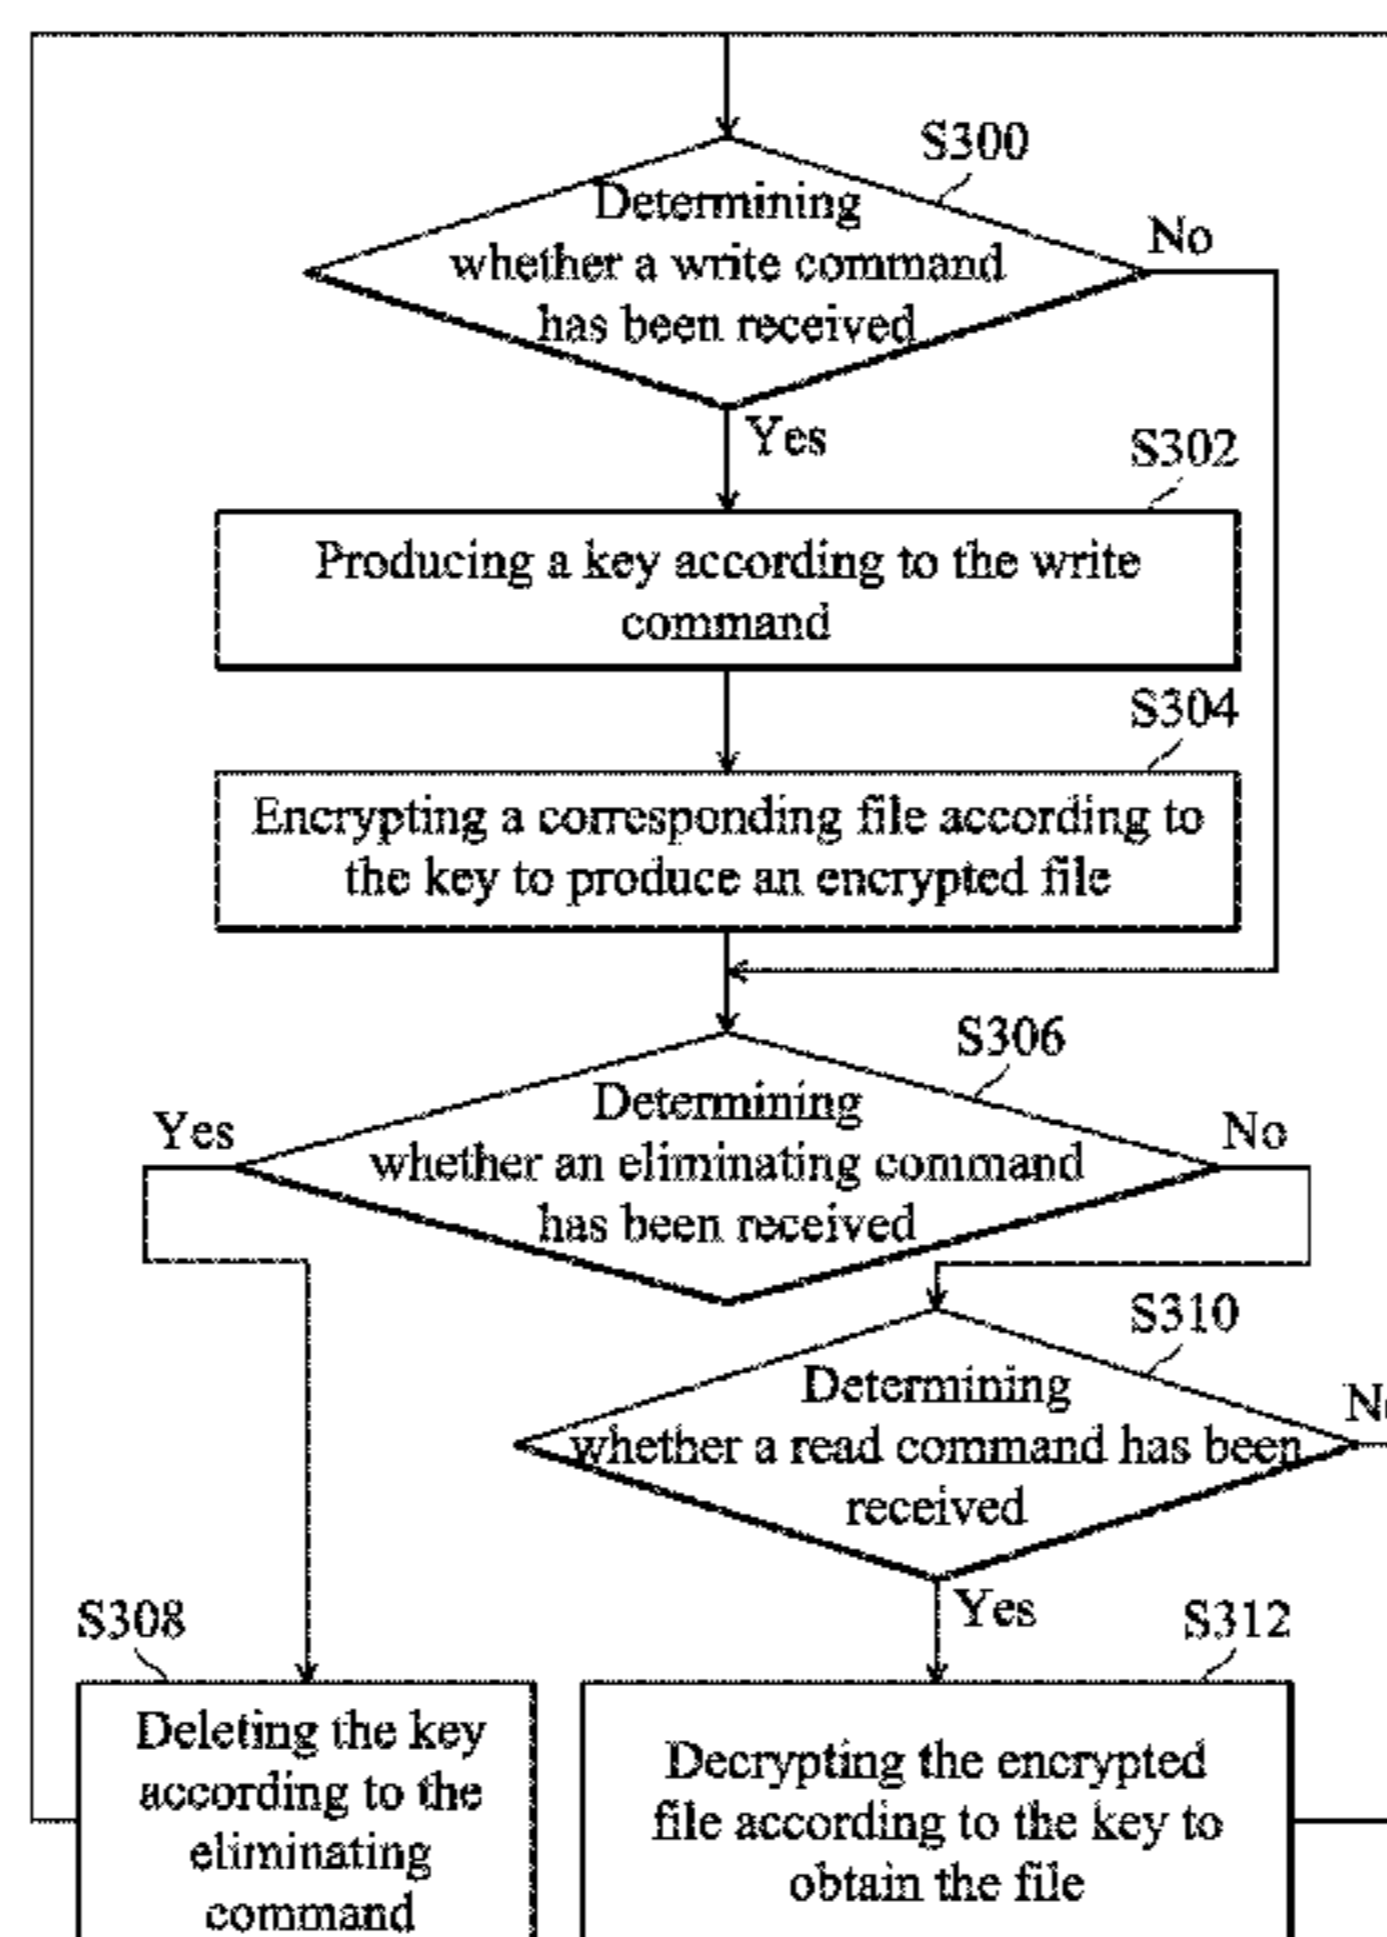 S300
Determining
whether a write command
has been received
No
Yes
S302
Producing a key according to the write
command
S304
Encrypting a corresponding file according to
the key to produce an encrypted file
S306
Determining
whether an eliminating command
has been received
Yes
No
S310
Determining
whether a read command has been
received
Yes
S308
Deleting the key
according to the
eliminating
command
S312
Decrypting the encrypted
file according to the key to
obtain the file